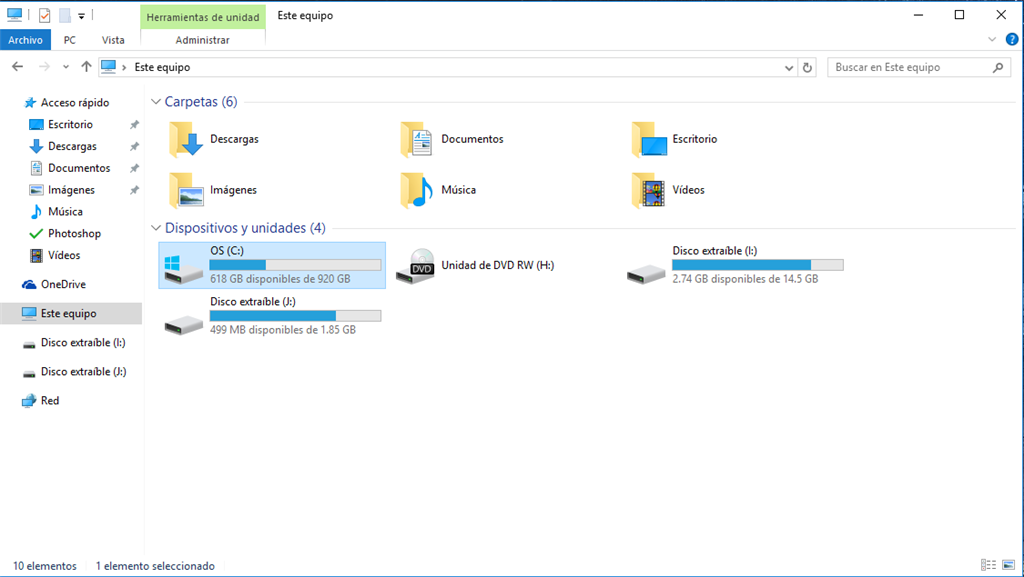 Herramientas de unidad
Este equipo
Archivo
PC
Vista
Administrar
Este equipo
Buscar en Este equipo
Acceso rápido
Escritorio
Descargas
Documentos
Imágenes
Música
Photoshop
Vídeos
OneDrive
Este equipo
Disco extraíble (I:)
Disco extraíble (J:)
Red
Carpetas (6)
Descargas
Documentos
Escritorio
Imágenes
Música
Vídeos
Dispositivos y unidades (4)
OS (C:)
618 GB disponibles de 920 GB
DVD
Unidad de DVD RW (H:)
Disco extraíble (I:)
2.74 GB disponibles de 14.5 GB
Disco extraíble (J:)
499 MB disponibles de 1.85 GB
10 elementos
1 elemento seleccionado